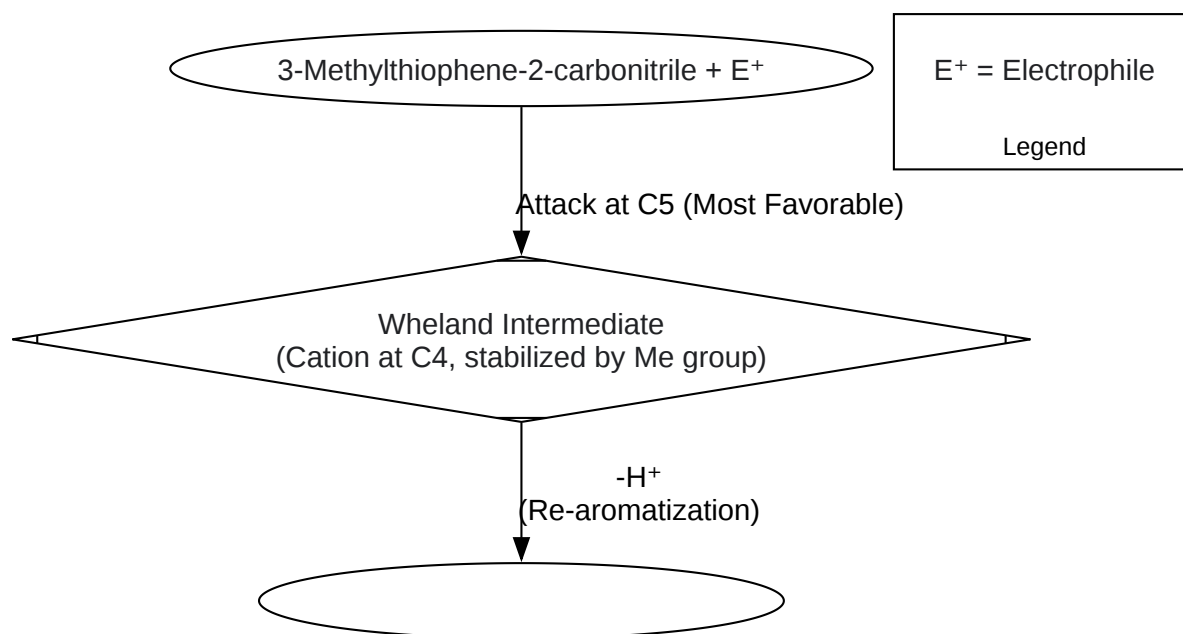 3-Methylthiophene-2-carbonitrile + E⁺
E⁺ = Electrophile
Legend
Attack at C5 (Most Favorable)
Wheland Intermediate
(Cation at C4, stabilized by Me group)
-H⁺
(Re-aromatization)